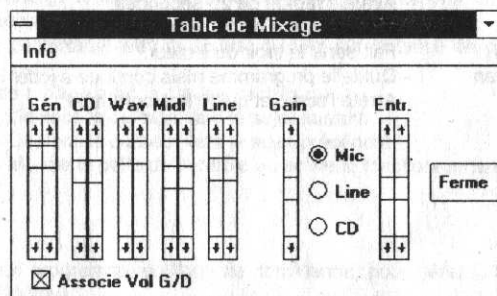 Table de Mixage
Info
Gén CD Wav Midi Line Gain Entr.
Mic
Line
CD
Ferme
Associe Vol G/D